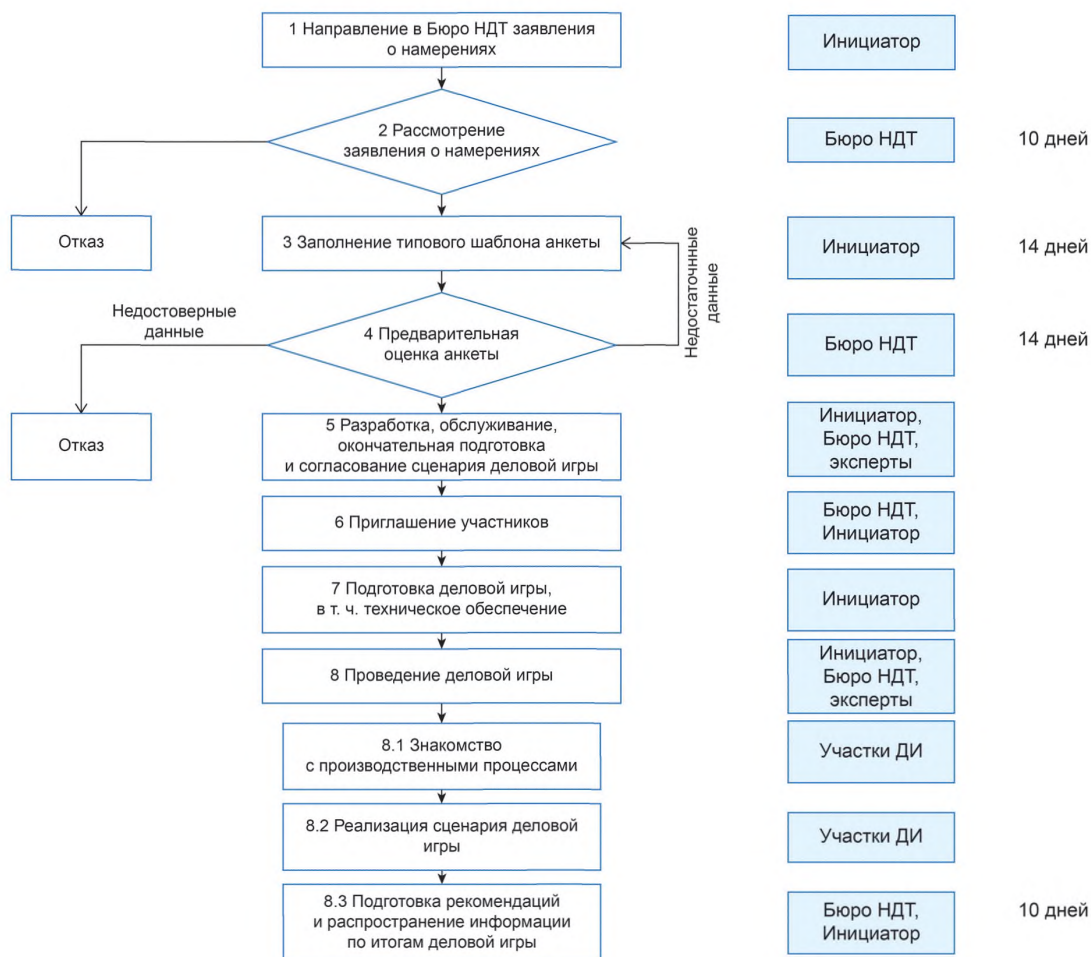 1 Направление в Бюро НДТ заявления
о намерениях
Инициатор
2 Рассмотрение
заявления о намерениях
Бюро НДТ
10 дней
Отказ
3 Заполнение типового шаблона анкеты
Инициатор
14 дней
Недостаточнные
данные
Недостоверные
данные
4 Предварительная
оценка анкеты
Бюро НДТ
14 дней
Отказ
5 Разработка, обслуживание,
окончательная подготовка
и согласование сценария деловой игры
Инициатор,
Бюро НДТ,
эксперты
6 Приглашение участников
Бюро НДТ,
Инициатор
7 Подготовка деловой игры,
в т. ч. техническое обеспечение
Инициатор
8 Проведение деловой игры
Инициатор,
Бюро НДТ,
эксперты
8.1 Знакомство
с производственными процессами
Участки ДИ
8.2 Реализация сценария деловой
игры
Участки ДИ
8.3 Подготовка рекомендаций
и распространение информации
по итогам деловой игры
Бюро НДТ,
Инициатор
10 дней